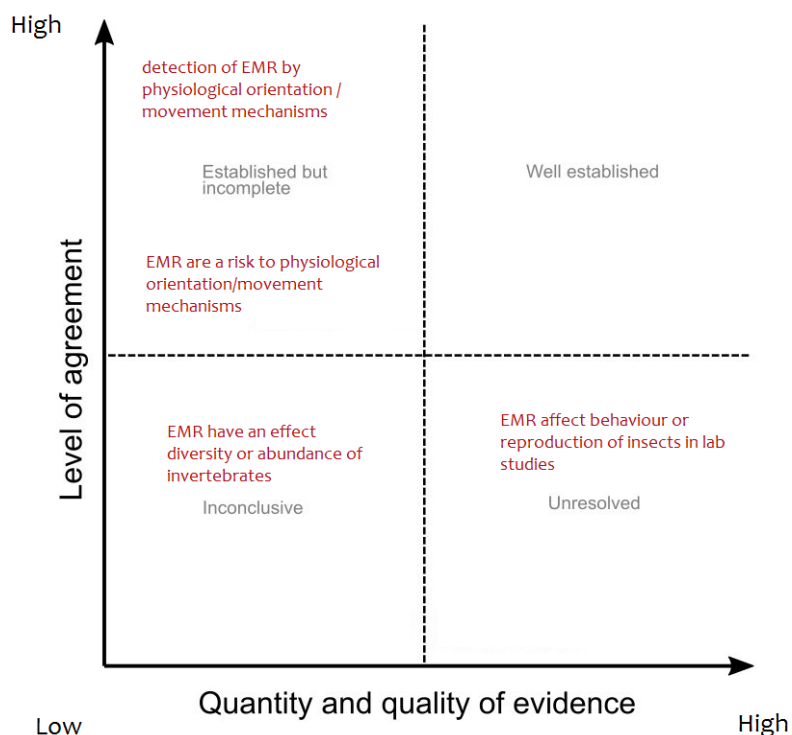 High
detection of EMR by
physiological orientation /
movement mechanisms
Established but
incomplete
Well established
EMR are a risk to physiological
orientation/movement
mechanisms
Level of agreement
EMR have an effect
diversity or abundance of
invertebrates
Inconclusive
EMR affect behaviour or
reproduction of insects in lab
studies
Unresolved
Quantity and quality of evidence
Low
High